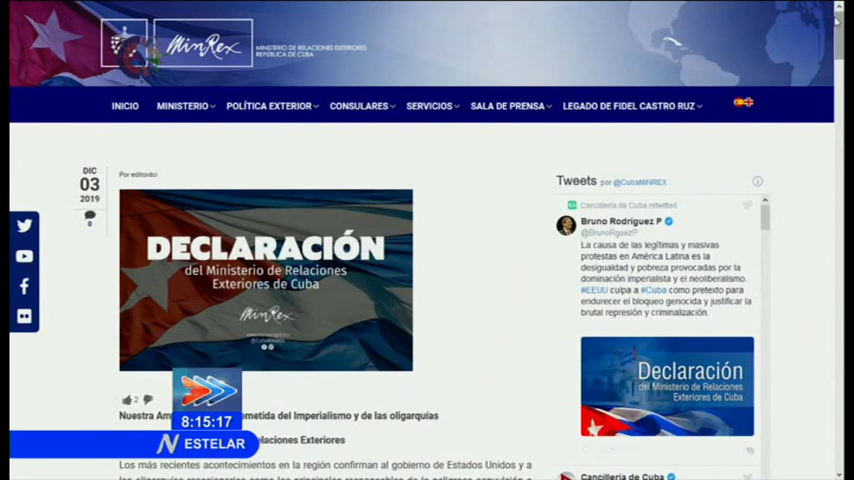 MinRex
MINISTERIO DE RELACIONES EXTERIORES
REPÚBLICA DE CUBA
INICIO MINISTERIO POLÍTICA EXTERIOR CONSULARES SERVICIOS SALA DE PRENSA LEGADO DE FIDEL CASTRO RUZ
DIC
03
2019
0
Por editordci
DECLARACIÓN
del Ministerio de Relaciones
Exteriores de Cuba
MinRex
2
Nuestra Am emetida del Imperialismo y de las oligarquías
elaciones Exteriores
Los más recientes acontecimientos en la región confirman al gobierno de Estados Unidos y a
Tweets por @CubaMINREX
Cancillería de Cuba retwitteó
Bruno Rodríguez P
@BrunoRguezP
La causa de las legítimas y masivas
protestas en América Latina es la
desigualdad y pobreza provocadas por la
dominación imperialista y el neoliberalismo.
#EEUU culpa a #Cuba como pretexto para
endurecer el bloqueo genocida y justificar la
brutal represión y criminalización.
Declaración
del Ministerio de Relaciones
Exteriores de Cuba
Cancillería de Cuba
8:15:17
N ESTELAR